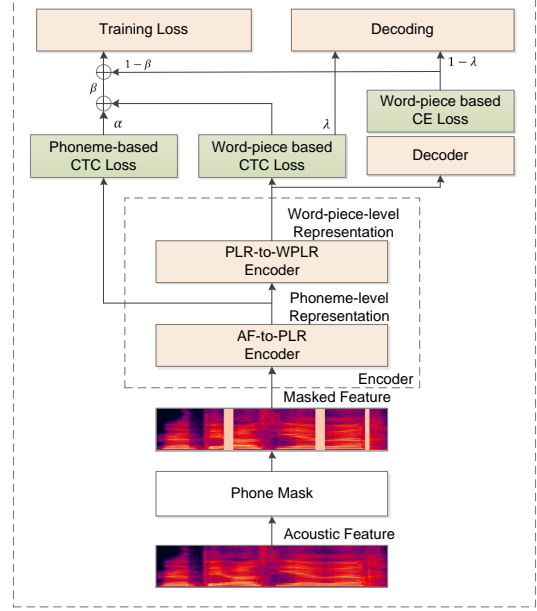 Training Loss
Decoding
1 − β
1 − λ
β
Word-piece based
CE Loss
α
λ
Phoneme-based
CTC Loss
Word-piece based
CTC Loss
Decoder
Word-piece-level
Representation
PLR-to-WPLR
Encoder
Phoneme-level
Representation
AF-to-PLR
Encoder
Encoder
Masked Feature
Phone Mask
Acoustic Feature